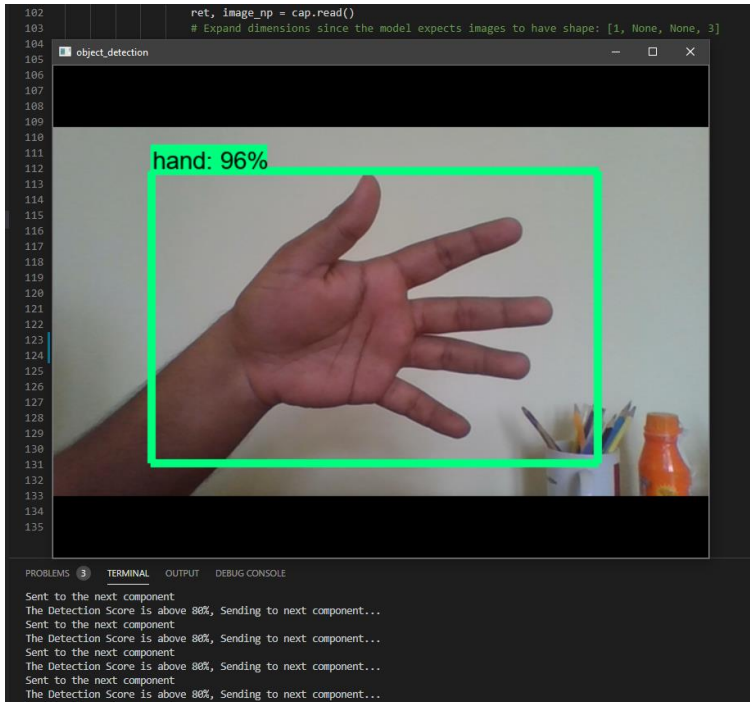 102 ret, image_np = cap.read()
103 # Expand dimensions since the model expects images to have shape: [1, None, None, 3]
104
object_detection
105
106
107
108
109
110
111
hand: 96%
112
113
114
115
116
117
118
119
120
121
122
123
124
125
126
127
128
129
130
131
132
133
134
135
PROBLEMS 3 TERMINAL OUTPUT DEBUG CONSOLE
Sent to the next component
The Detection Score is above 80%, Sending to next component...
Sent to the next component
The Detection Score is above 80%, Sending to next component...
Sent to the next component
The Detection Score is above 80%, Sending to next component...
Sent to the next component
The Detection Score is above 80%, Sending to next component...